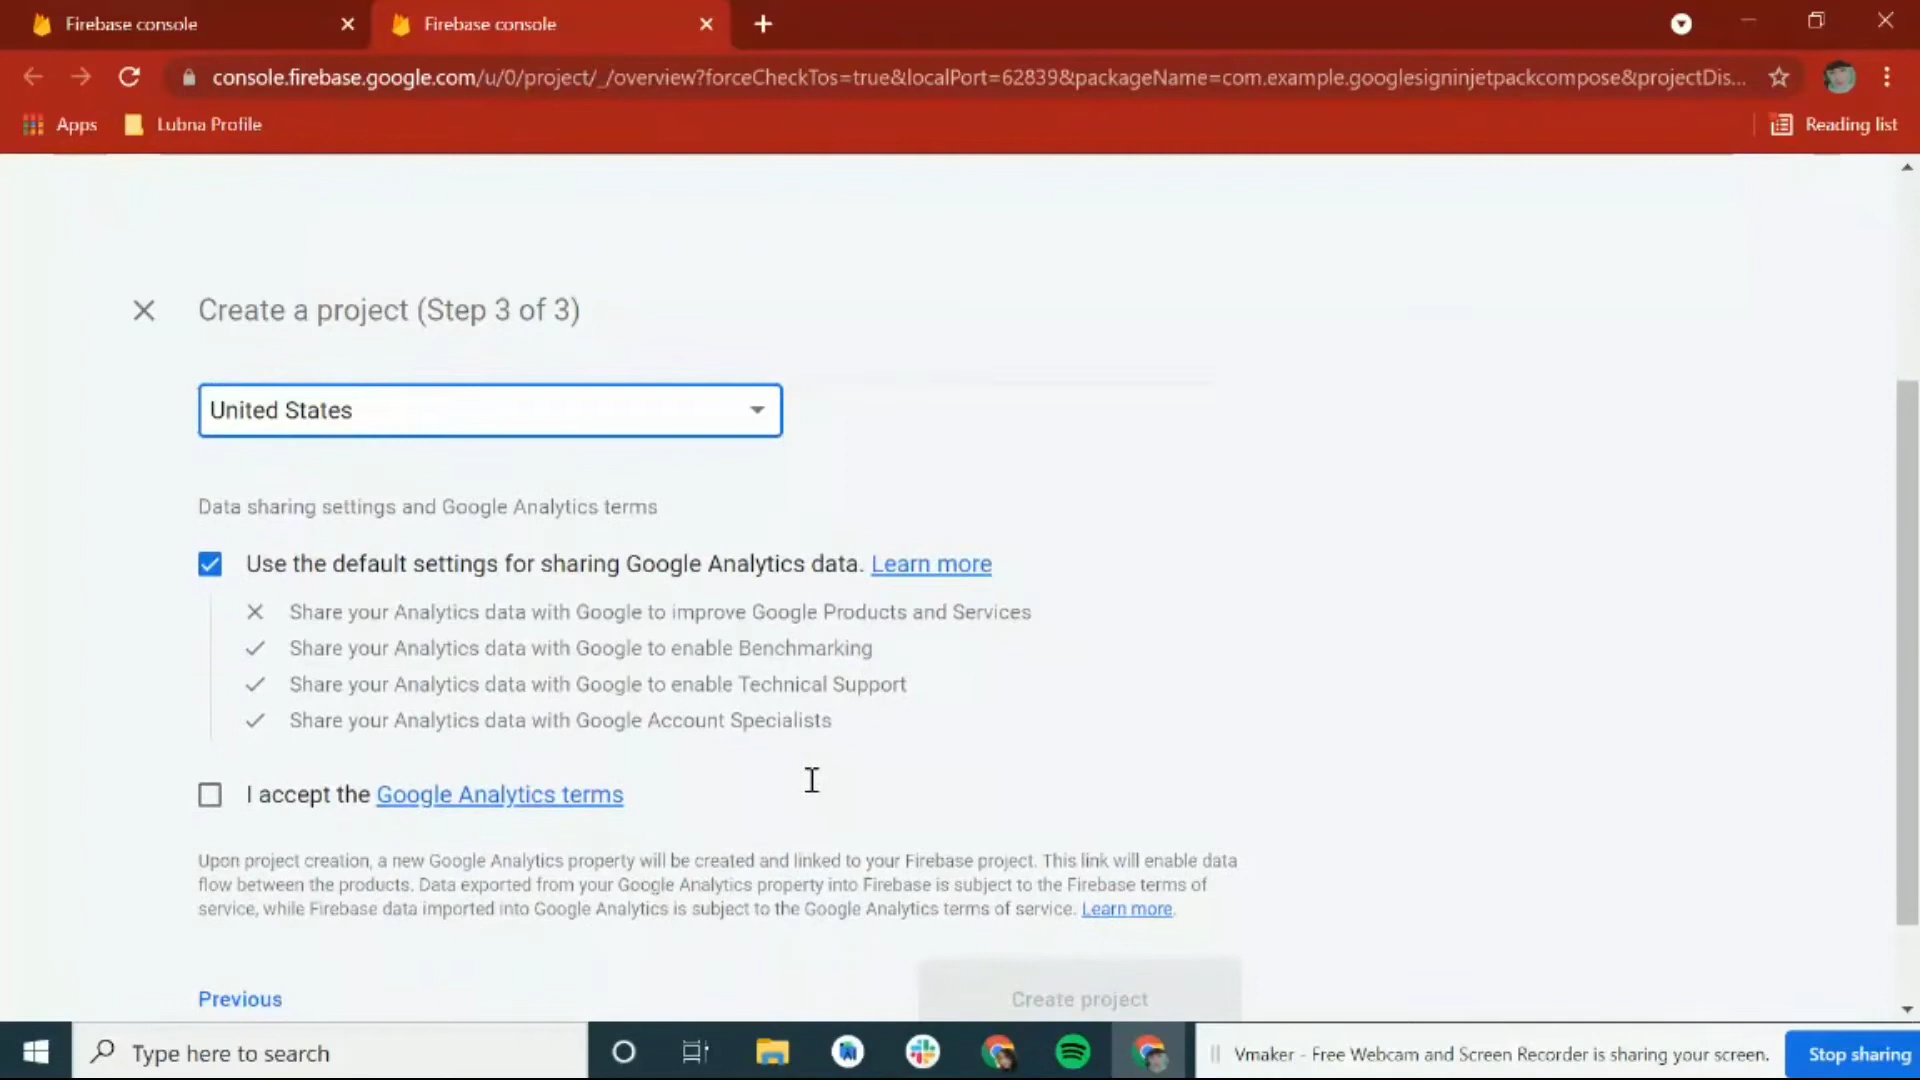 Firebase console
Firebase console
console.firebase.google.com/u/0/project/_/overview?forceCheckTos=true&localPort=62839&packageName=com.example.googlesigninjetpackcompose&projectDis...
Apps
Lubna Profile
Reading list
Create a project (Step 3 of 3)
United States
Data sharing settings and Google Analytics terms
Use the default settings for sharing Google Analytics data. Learn more
Share your Analytics data with Google to improve Google Products and Services
Share your Analytics data with Google to enable Benchmarking
Share your Analytics data with Google to enable Technical Support
Share your Analytics data with Google Account Specialists
I accept the Google Analytics terms
Upon project creation, a new Google Analytics property will be created and linked to your Firebase project. This link will enable data
flow between the products. Data exported from your Google Analytics property into Firebase is subject to the Firebase terms of
service, while Firebase data imported into Google Analytics is subject to the Google Analytics terms of service. Learn more.
Previous
Create project
Type here to search
Vmaker - Free Webcam and Screen Recorder is sharing your screen.
Stop sharing